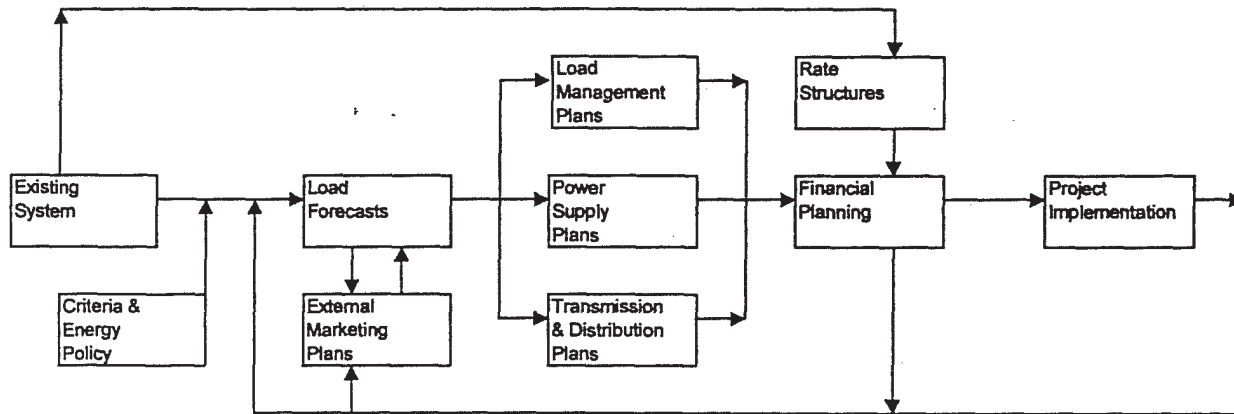 Load
Management
Plans
Rate
Structures
Existing
System
Load
Forecasts
Power
Supply
Plans
Financial
Planning
Project
Implementation
Criteria &
Energy
Policy
External
Marketing
Plans
Transmission
& Distribution
Plans